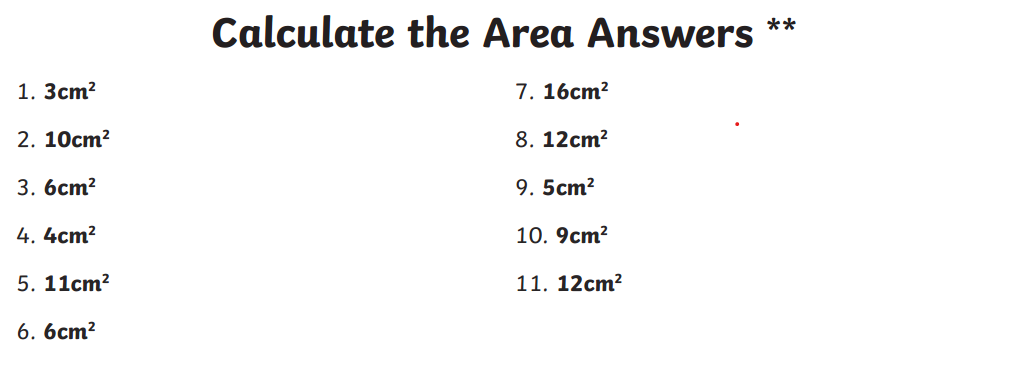 Calculate the Area Answers **
1. 3cm²
2. 10cm²
3. 6cm²
4. 4cm²
5. 11cm²
6. 6cm²
7. 16cm²
8. 12cm²
9. 5cm²
10. 9cm²
11. 12cm²